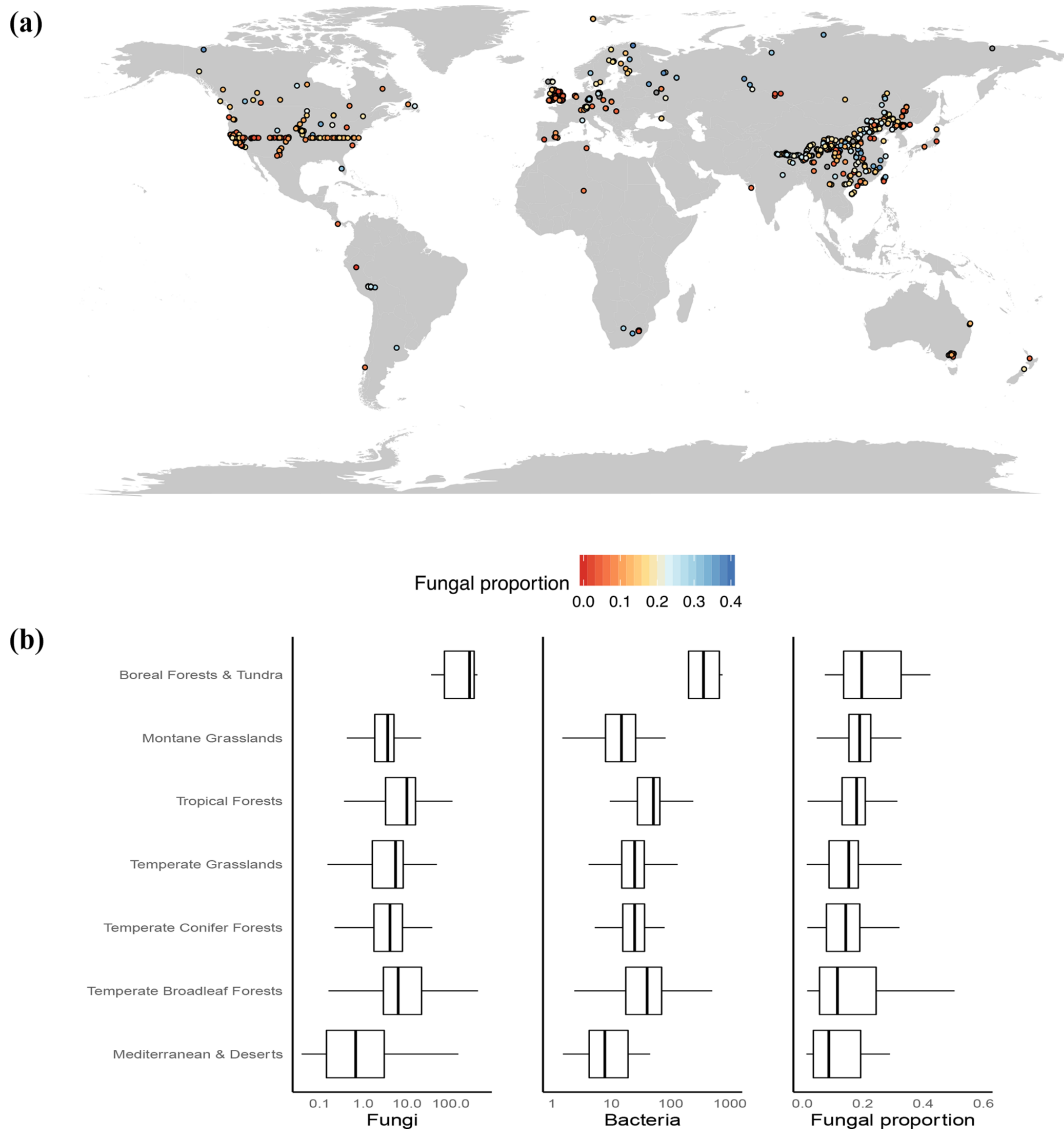 (a)
Fungal proportion
0.0 0.1 0.2 0.3 0.4
(b)
Boreal Forests & Tundra
Montane Grasslands
Tropical Forests
Temperate Grasslands
Temperate Conifer Forests
Temperate Broadleaf Forests
Mediterranean & Deserts
0.1 1.0 10.0 100.0
Fungi
1 10 100 1000
Bacteria
0.0 0.2 0.4 0.6
Fungal proportion